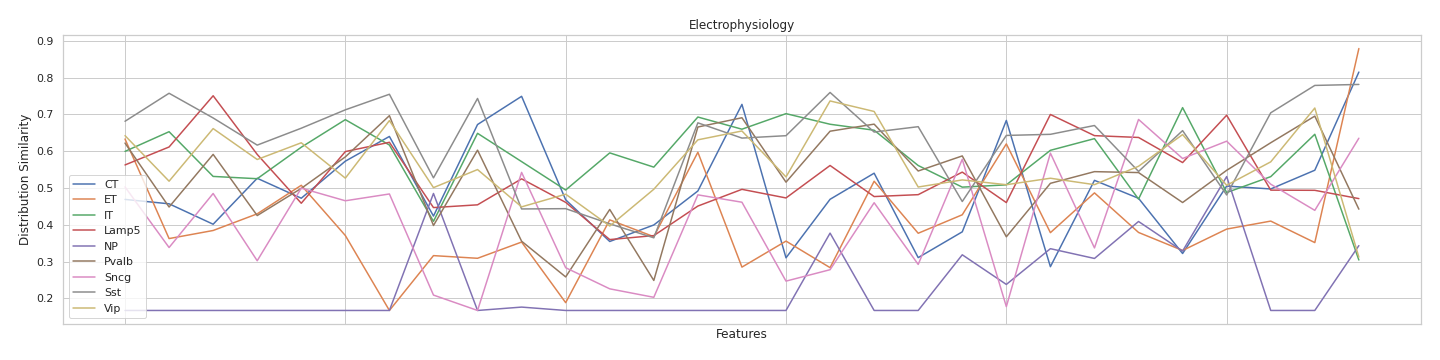 Electrophysiology
Distribution Similarity
0.9
0.8
0.7
0.6
0.5
0.4
0.3
0.2
CT
ET
IT
Lamp5
NP
Pvalb
Sncg
Sst
Vip
Features